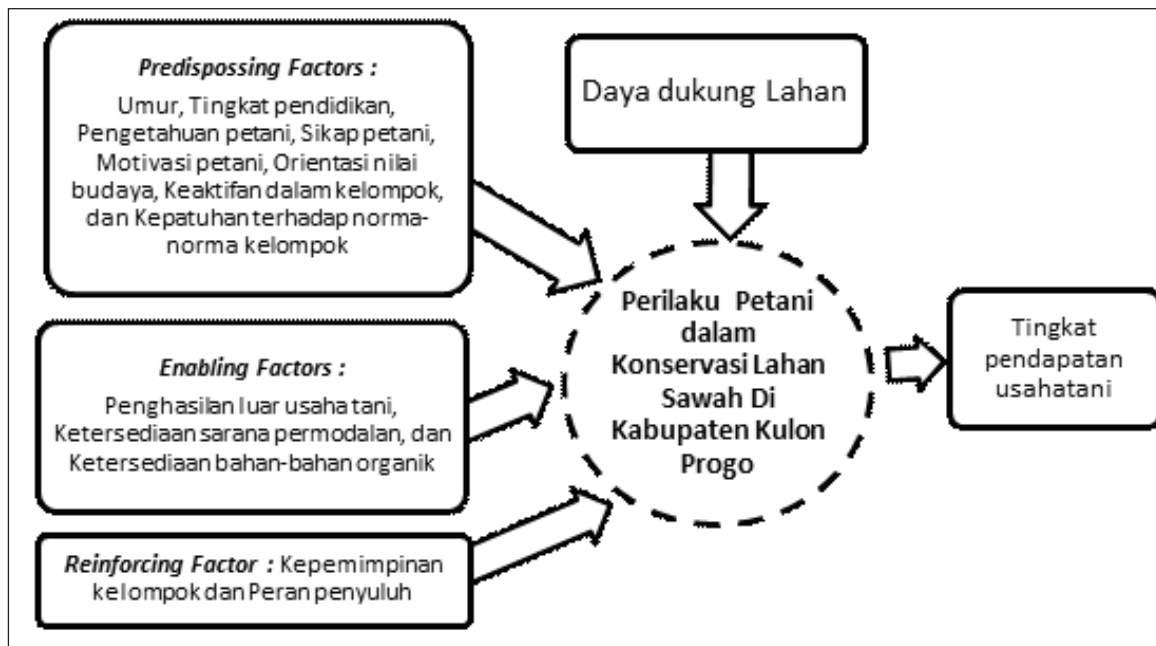 Predispossing Factors :
Umur, Tingkat pendidikan,
Pengetahuan petani, Sikap petani,
Motivasi petani, Orientasi nilai
budaya, Keaktifan dalam kelompok,
dan Kepatuhan terhadap norma-
norma kelompok
Daya dukung Lahan
Enabling Factors :
Penghasilan luar usaha tani,
Ketersediaan sarana permodalan, dan
Ketersediaan bahan-bahan organik
Reinforcing Factor : Kepemimpinan
kelompok dan Peran penyuluh
Perilaku Petani
dalam
Konservasi Lahan
Sawah Di
Kabupaten Kulon
Progo
Tingkat
pendapatan
usahatani